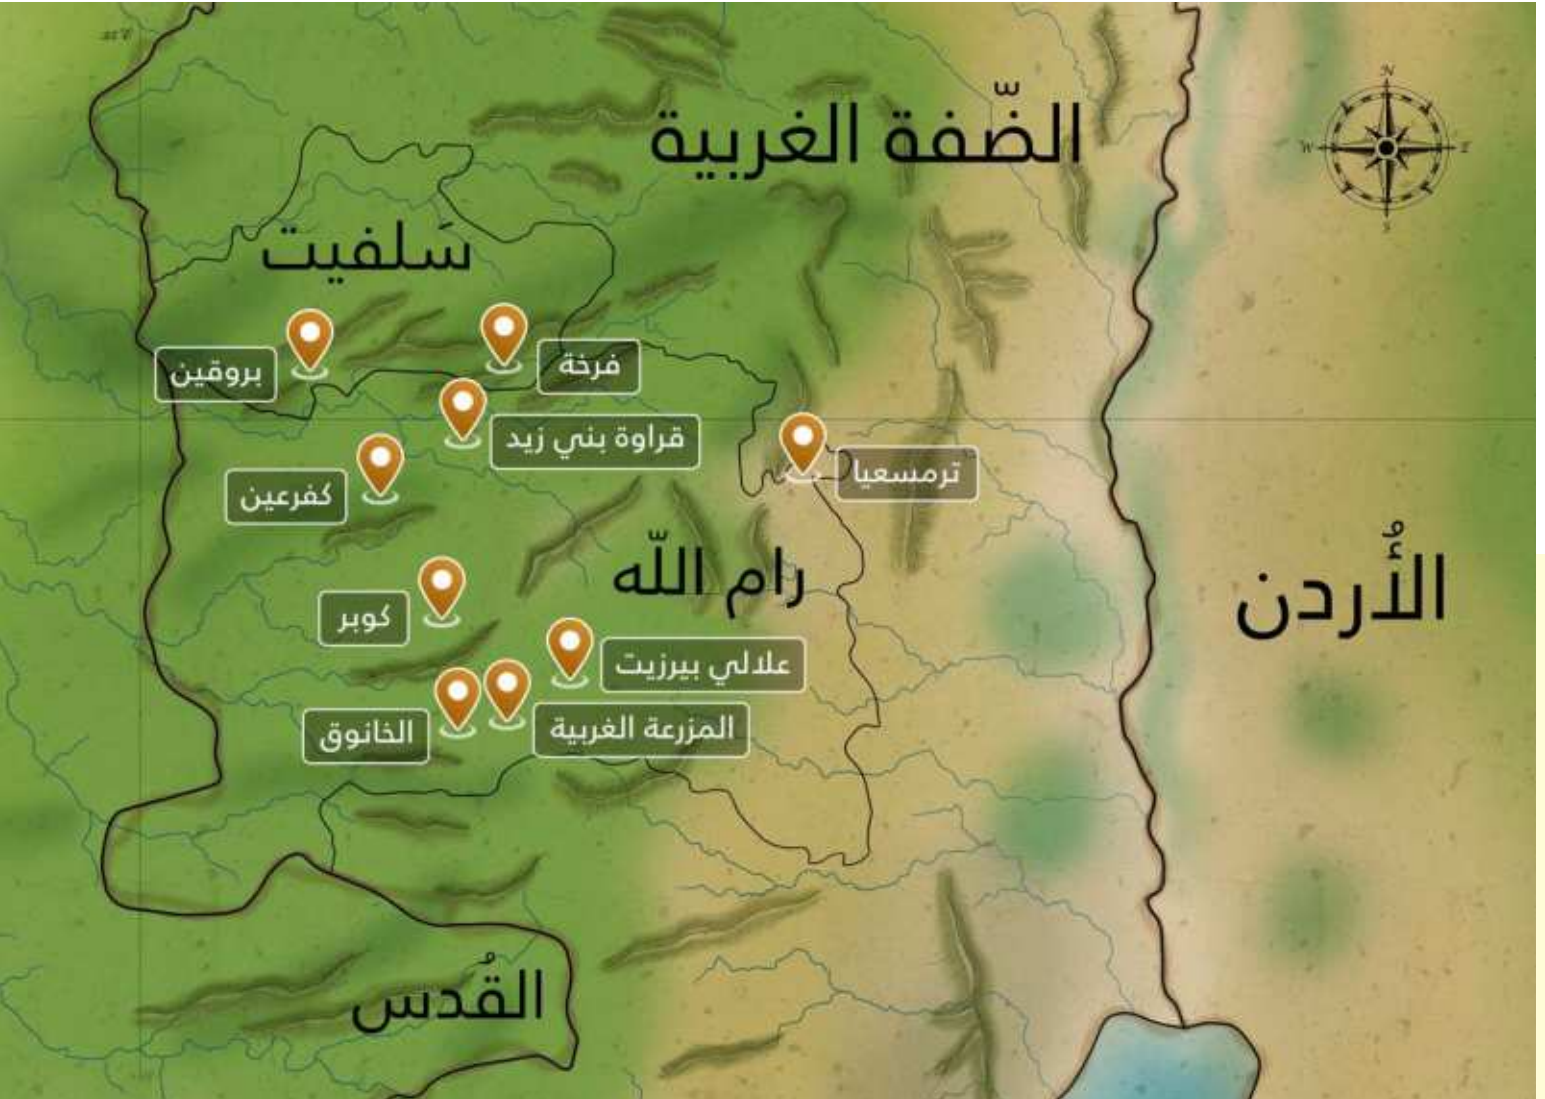 الضّفة الغربية
N
W
E
S
سَلفيت
فرخة
بروقين
قراوة بني زيد
ترمسعيا
كفرعين
رام اللّه
الأُردن
كوبر
علالي بيرزيت
المزرعة الغربية
الخانوق
القُدس